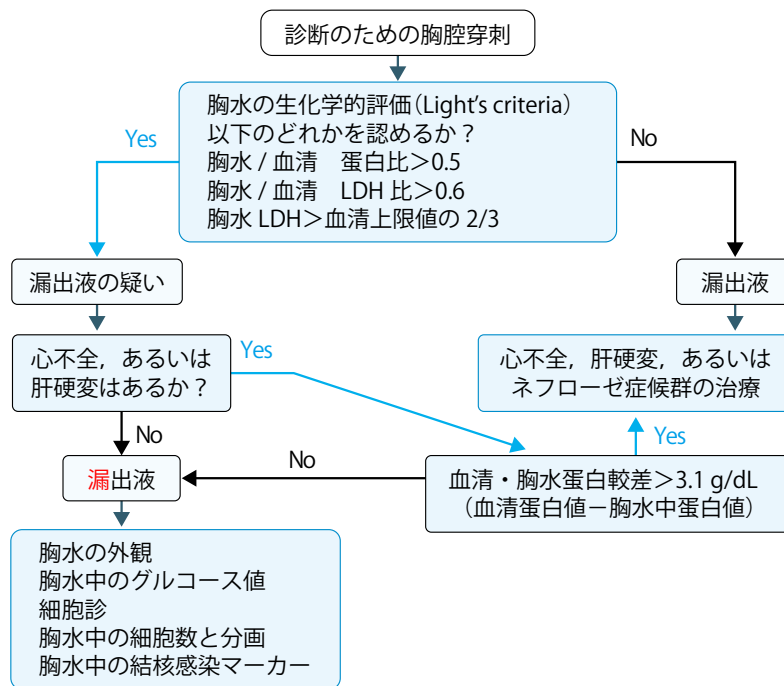 診断のための胸腔穿刺
胸水の生化学的評価（Light's criteria）
以下のどれかを認めるか？
胸水 / 血清　蛋白比＞0.5
胸水 / 血清　LDH 比＞0.6
胸水 LDH＞血清上限値の 2/3
Yes
No
漏出液の疑い
漏出液
心不全，あるいは
肝硬変はあるか？
Yes
心不全，肝硬変，あるいは
ネフローゼ症候群の治療
No
Yes
漏出液
No
血清・胸水蛋白較差＞3.1 g/dL
（血清蛋白値－胸水中蛋白値）
胸水の外観
胸水中のグルコース値
細胞診
胸水中の細胞数と分画
胸水中の結核感染マーカー